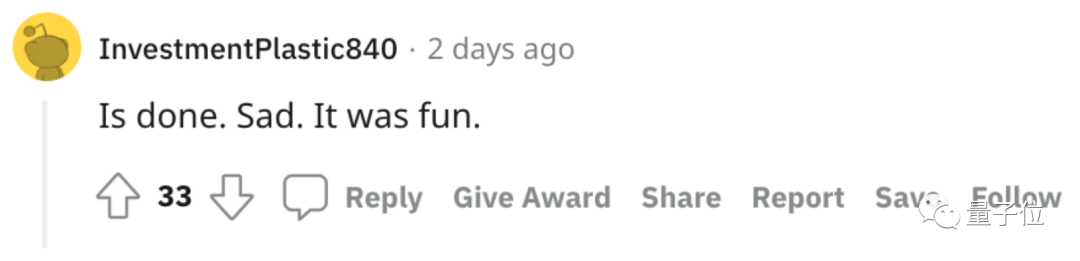 InvestmentPlastic840 · 2 days ago
Is done. Sad. It was fun.
33 Reply Give Award Share Report Save Follow
量子位